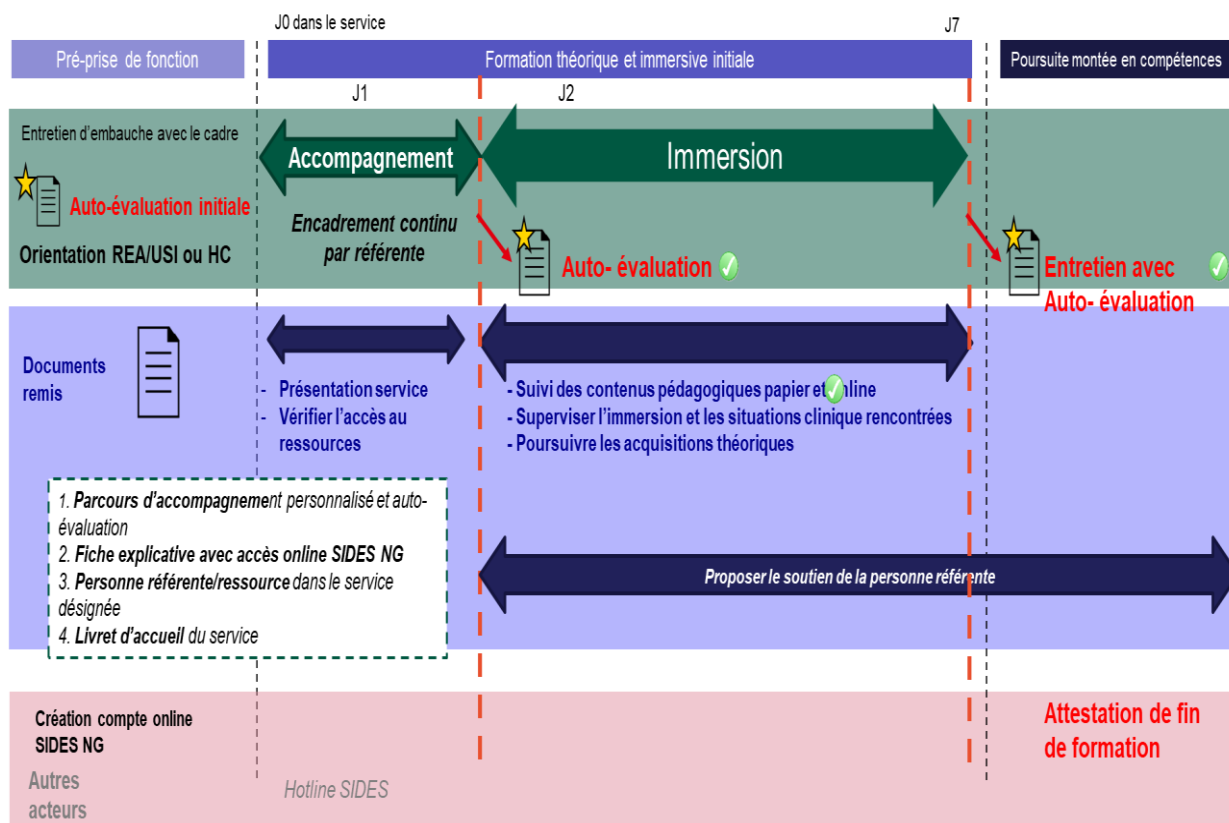 J0 dans le service
J7
Pré-prise de fonction
Formation théorique et immersive initiale
Poursuite montée en compétences
J1
J2
Entretien d'embauche avec le cadre
Auto-évaluation initiale
Orientation REA/USI ou HC
Accompagnement
Encadrement continu
par référente
Immersion
Auto- évaluation
Entretien avec
Auto- évaluation
Documents
remis
- Présentation service
- Vérifier l'accès au
ressources
- Suivi des contenus pédagogiques papier et online
- Superviser l'immersion et les situations clinique rencontrées
- Poursuivre les acquisitions théoriques
1. Parcours d'accompagnement personnalisé et auto-
évaluation
2. Fiche explicative avec accès online SIDES NG
3. Personne référente/ressource dans le service
désignée
4. Livret d'accueil du service
Proposer le soutien de la personne référente
Création compte online
SIDES NG
Autres
acteurs
Hotline SIDES
Attestation de fin
de formation